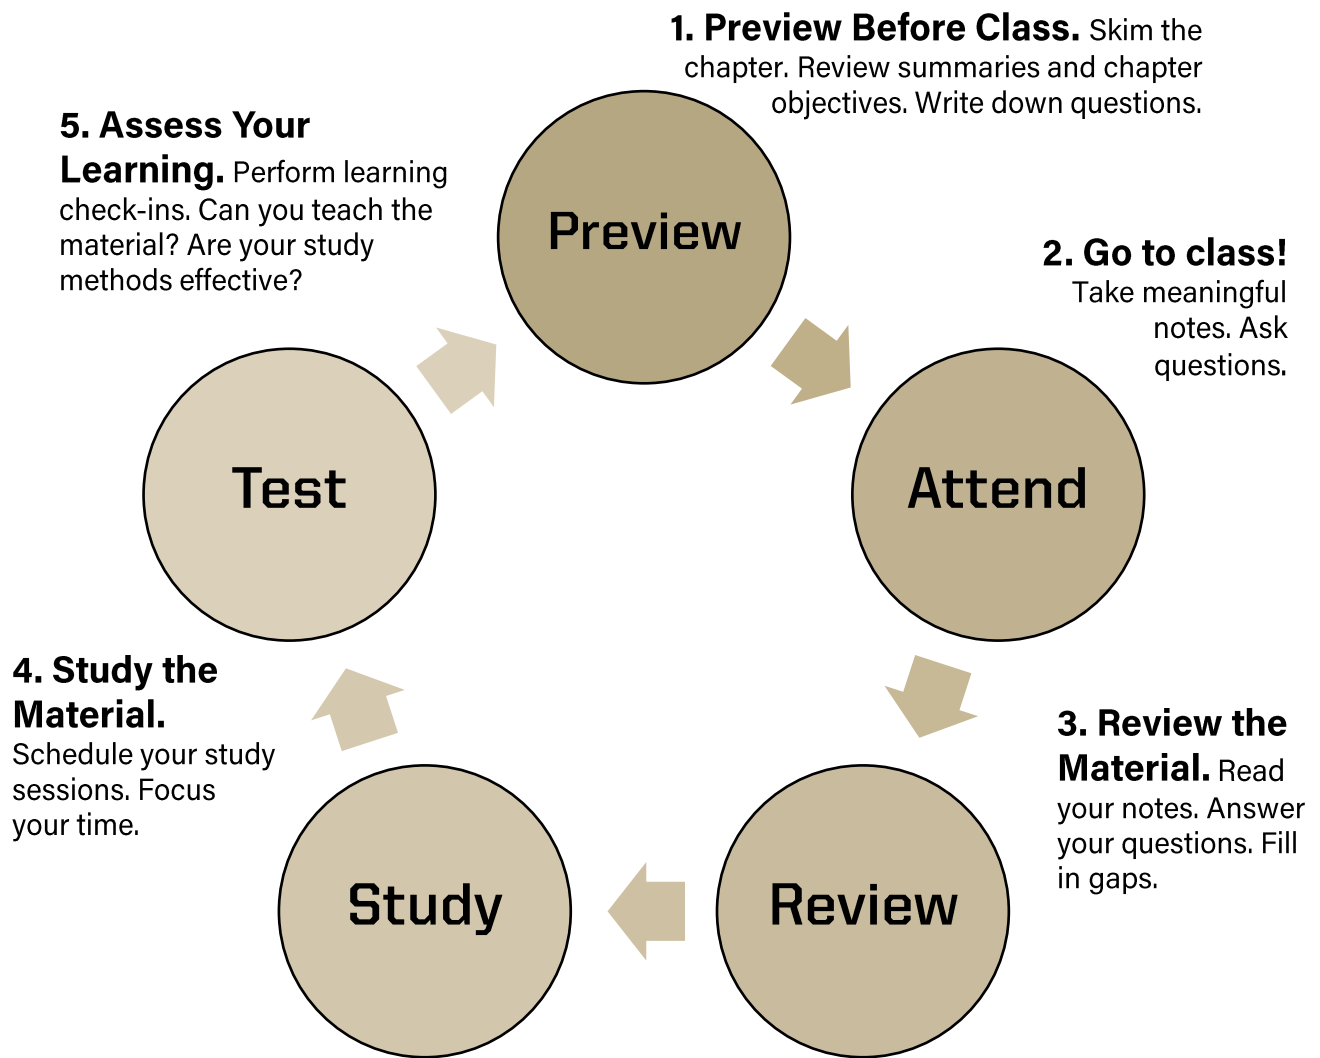 1. Preview Before Class. Skim the
chapter. Review summaries and chapter
objectives. Write down questions.
Preview
2. Go to class!
Take meaningful
notes. Ask
questions.
Attend
3. Review the
Material. Read
your notes. Answer
your questions. Fill
in gaps.
Review
4. Study the
Material.
Schedule your study
sessions. Focus
your time.
Study
5. Assess Your
Learning. Perform learning
check-ins. Can you teach the
material? Are your study
methods effective?
Test